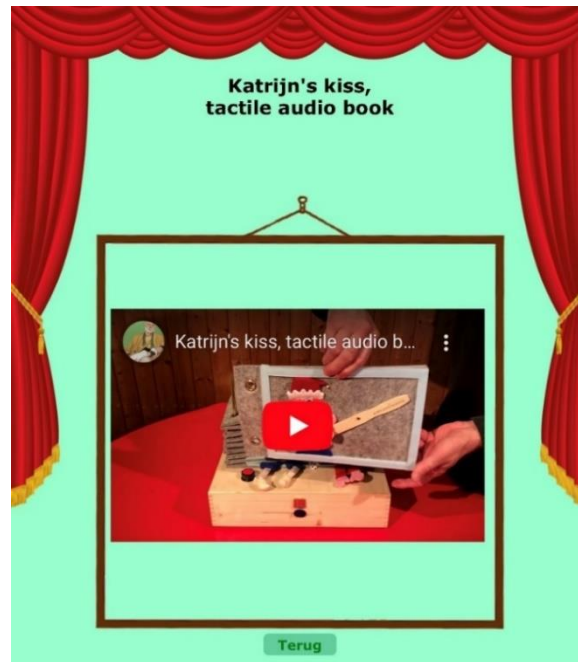 Katrijn's kiss,
tactile audio book
Katrijn's kiss, tactile audio b...
Terug